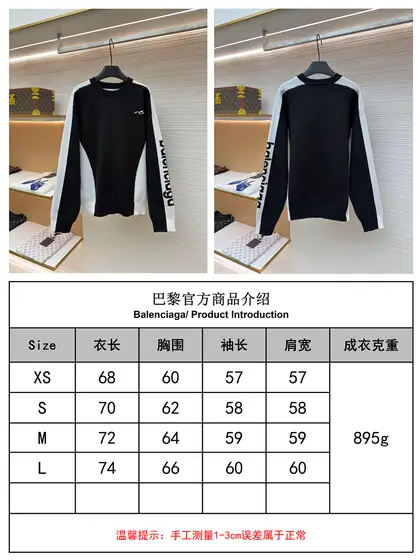 balenciaga
balenciaga
巴黎官方商品介绍
Balenciaga/ Product Introduction
Size 衣长 胸围 袖长 肩宽 成衣克重
XS 68 60 57 57
S 70 62 58 58
M 72 64 59 59
L 74 66 60 60
895g
温馨提示: 手工测量1-3cm误差属于正常